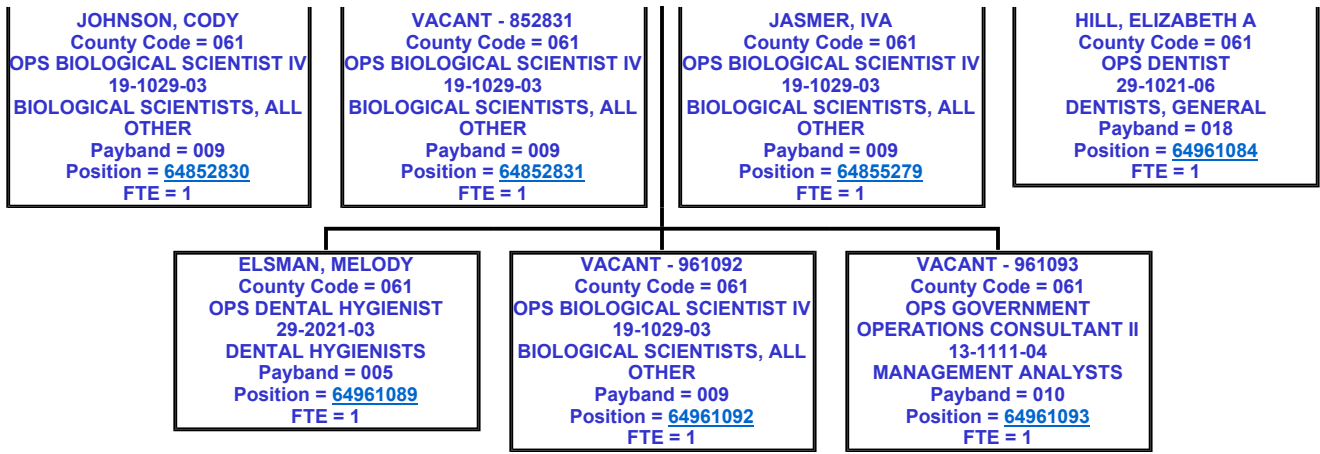 JOHNSON, CODY
County Code = 061
OPS BIOLOGICAL SCIENTIST IV
19-1029-03
BIOLOGICAL SCIENTISTS, ALL
OTHER
Payband = 009
Position = 64852830
FTE = 1
VACANT - 852831
County Code = 061
OPS BIOLOGICAL SCIENTIST IV
19-1029-03
BIOLOGICAL SCIENTISTS, ALL
OTHER
Payband = 009
Position = 64852831
FTE = 1
JASMER, IVA
County Code = 061
OPS BIOLOGICAL SCIENTIST IV
19-1029-03
BIOLOGICAL SCIENTISTS, ALL
OTHER
Payband = 009
Position = 64855279
FTE = 1
HILL, ELIZABETH A
County Code = 061
OPS DENTIST
29-1021-06
DENTISTS, GENERAL
Payband = 018
Position = 64961084
FTE = 1
ELSMAN, MELODY
County Code = 061
OPS DENTAL HYGIENIST
29-2021-03
DENTAL HYGIENISTS
Payband = 005
Position = 64961089
FTE = 1
VACANT - 961092
County Code = 061
OPS BIOLOGICAL SCIENTIST IV
19-1029-03
BIOLOGICAL SCIENTISTS, ALL
OTHER
Payband = 009
Position = 64961092
FTE = 1
VACANT - 961093
County Code = 061
OPS GOVERNMENT
OPERATIONS CONSULTANT II
13-1111-04
MANAGEMENT ANALYSTS
Payband = 010
Position = 64961093
FTE = 1